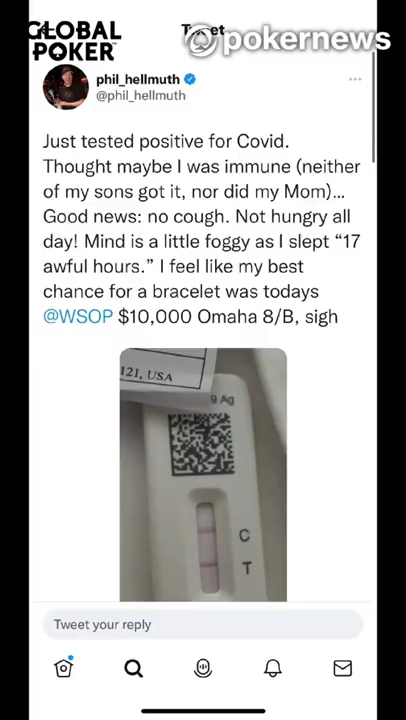 GLOBAL
POKER
Tweet
pokernews
phil_hellmuth
@phil_hellmuth
Just tested positive for Covid.
Thought maybe I was immune (neither
of my sons got it, nor did my Mom)...
Good news: no cough. Not hungry all
day! Mind is a little foggy as I slept “17
awful hours.” I feel like my best
chance for a bracelet was todays
@WSOP $10,000 Omaha 8/B, sigh
121, USA
9 Ag
C
T
Tweet your reply